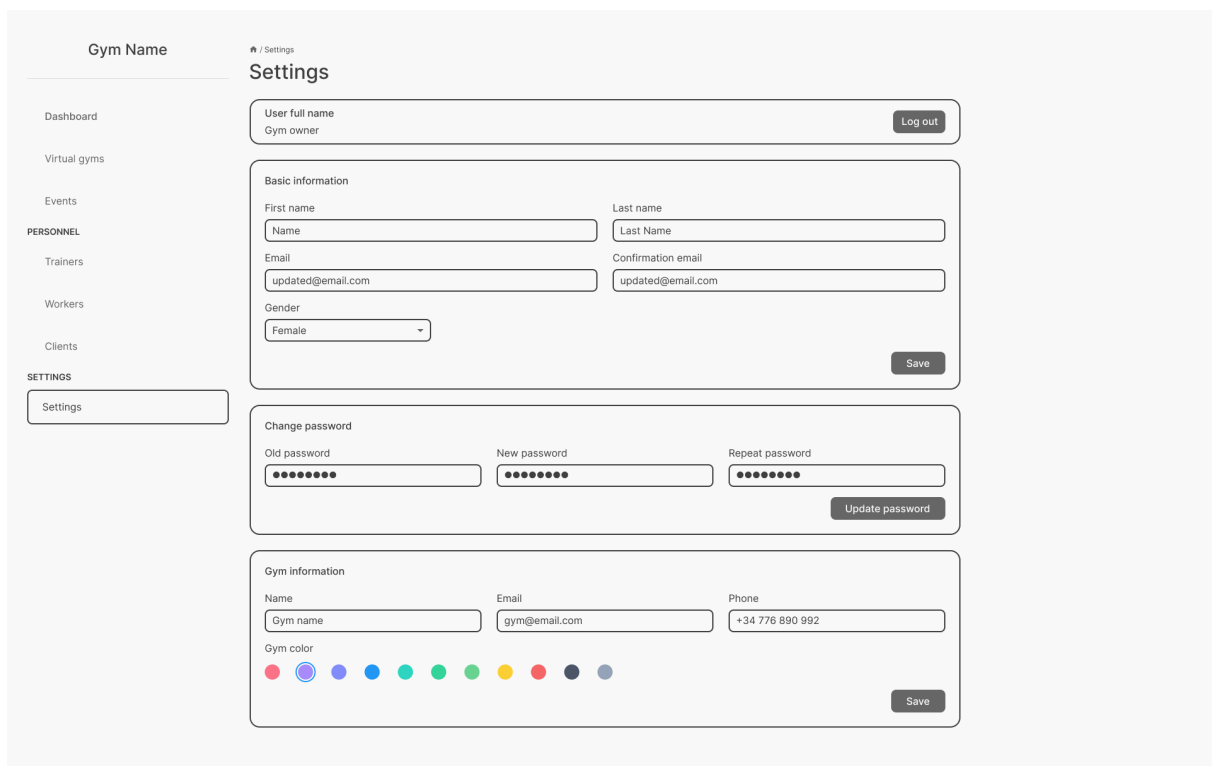 Gym Name
Dashboard
Virtual gyms
Events
PERSONNEL
Trainers
Workers
Clients
SETTINGS
Settings
/ Settings
Settings
User full name
Gym owner
Log out
Basic information
First name
Last name
Name
Last Name
Email
Confirmation email
updated@email.com
updated@email.com
Gender
Female
Save
Change password
Old password
New password
Repeat password
●●●●●●●●
●●●●●●●●
●●●●●●●●
Update password
Gym information
Name
Email
Phone
Gym name
gym@email.com
+34 776 890 992
Gym color
Save